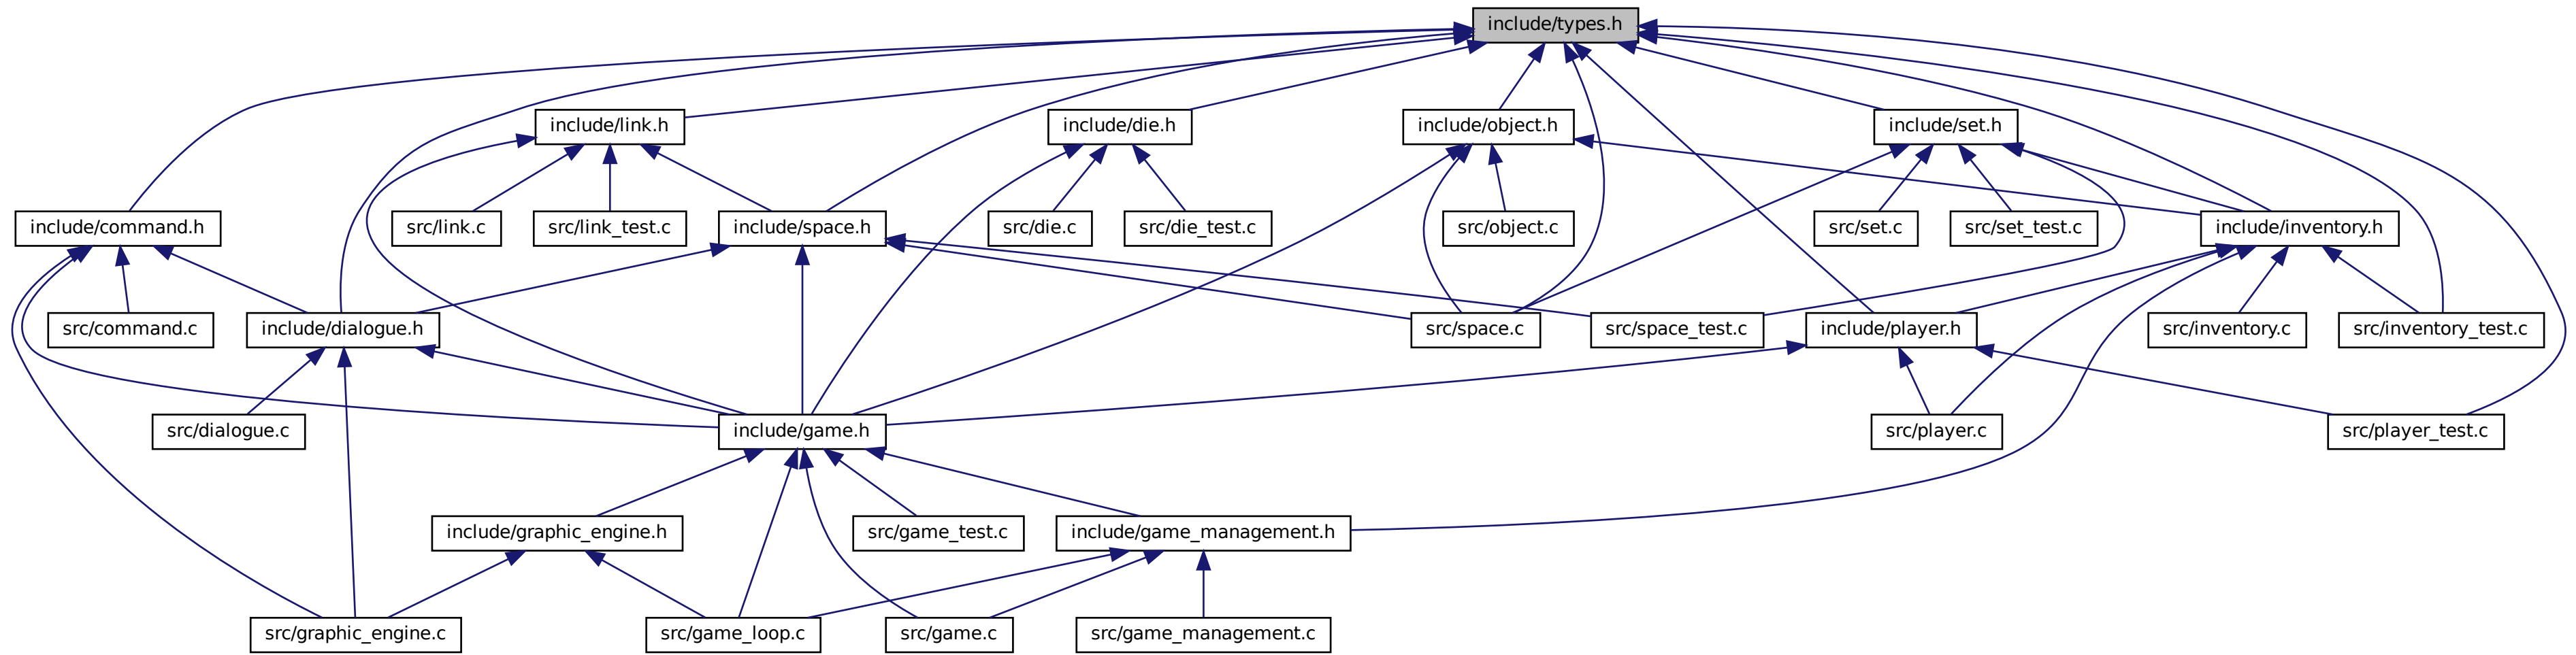 include/types.h
include/link.h
include/die.h
include/object.h
include/set.h
include/command.h
src/link.c
src/link_test.c
include/space.h
src/die.c
src/die_test.c
src/object.c
src/set.c
src/set_test.c
include/inventory.h
src/command.c
include/dialogue.h
src/space.c
src/space_test.c
include/player.h
src/inventory.c
src/inventory_test.c
src/dialogue.c
include/game.h
src/player.c
src/player_test.c
include/graphic_engine.h
src/game_test.c
include/game_management.h
src/graphic_engine.c
src/game_loop.c
src/game.c
src/game_management.c